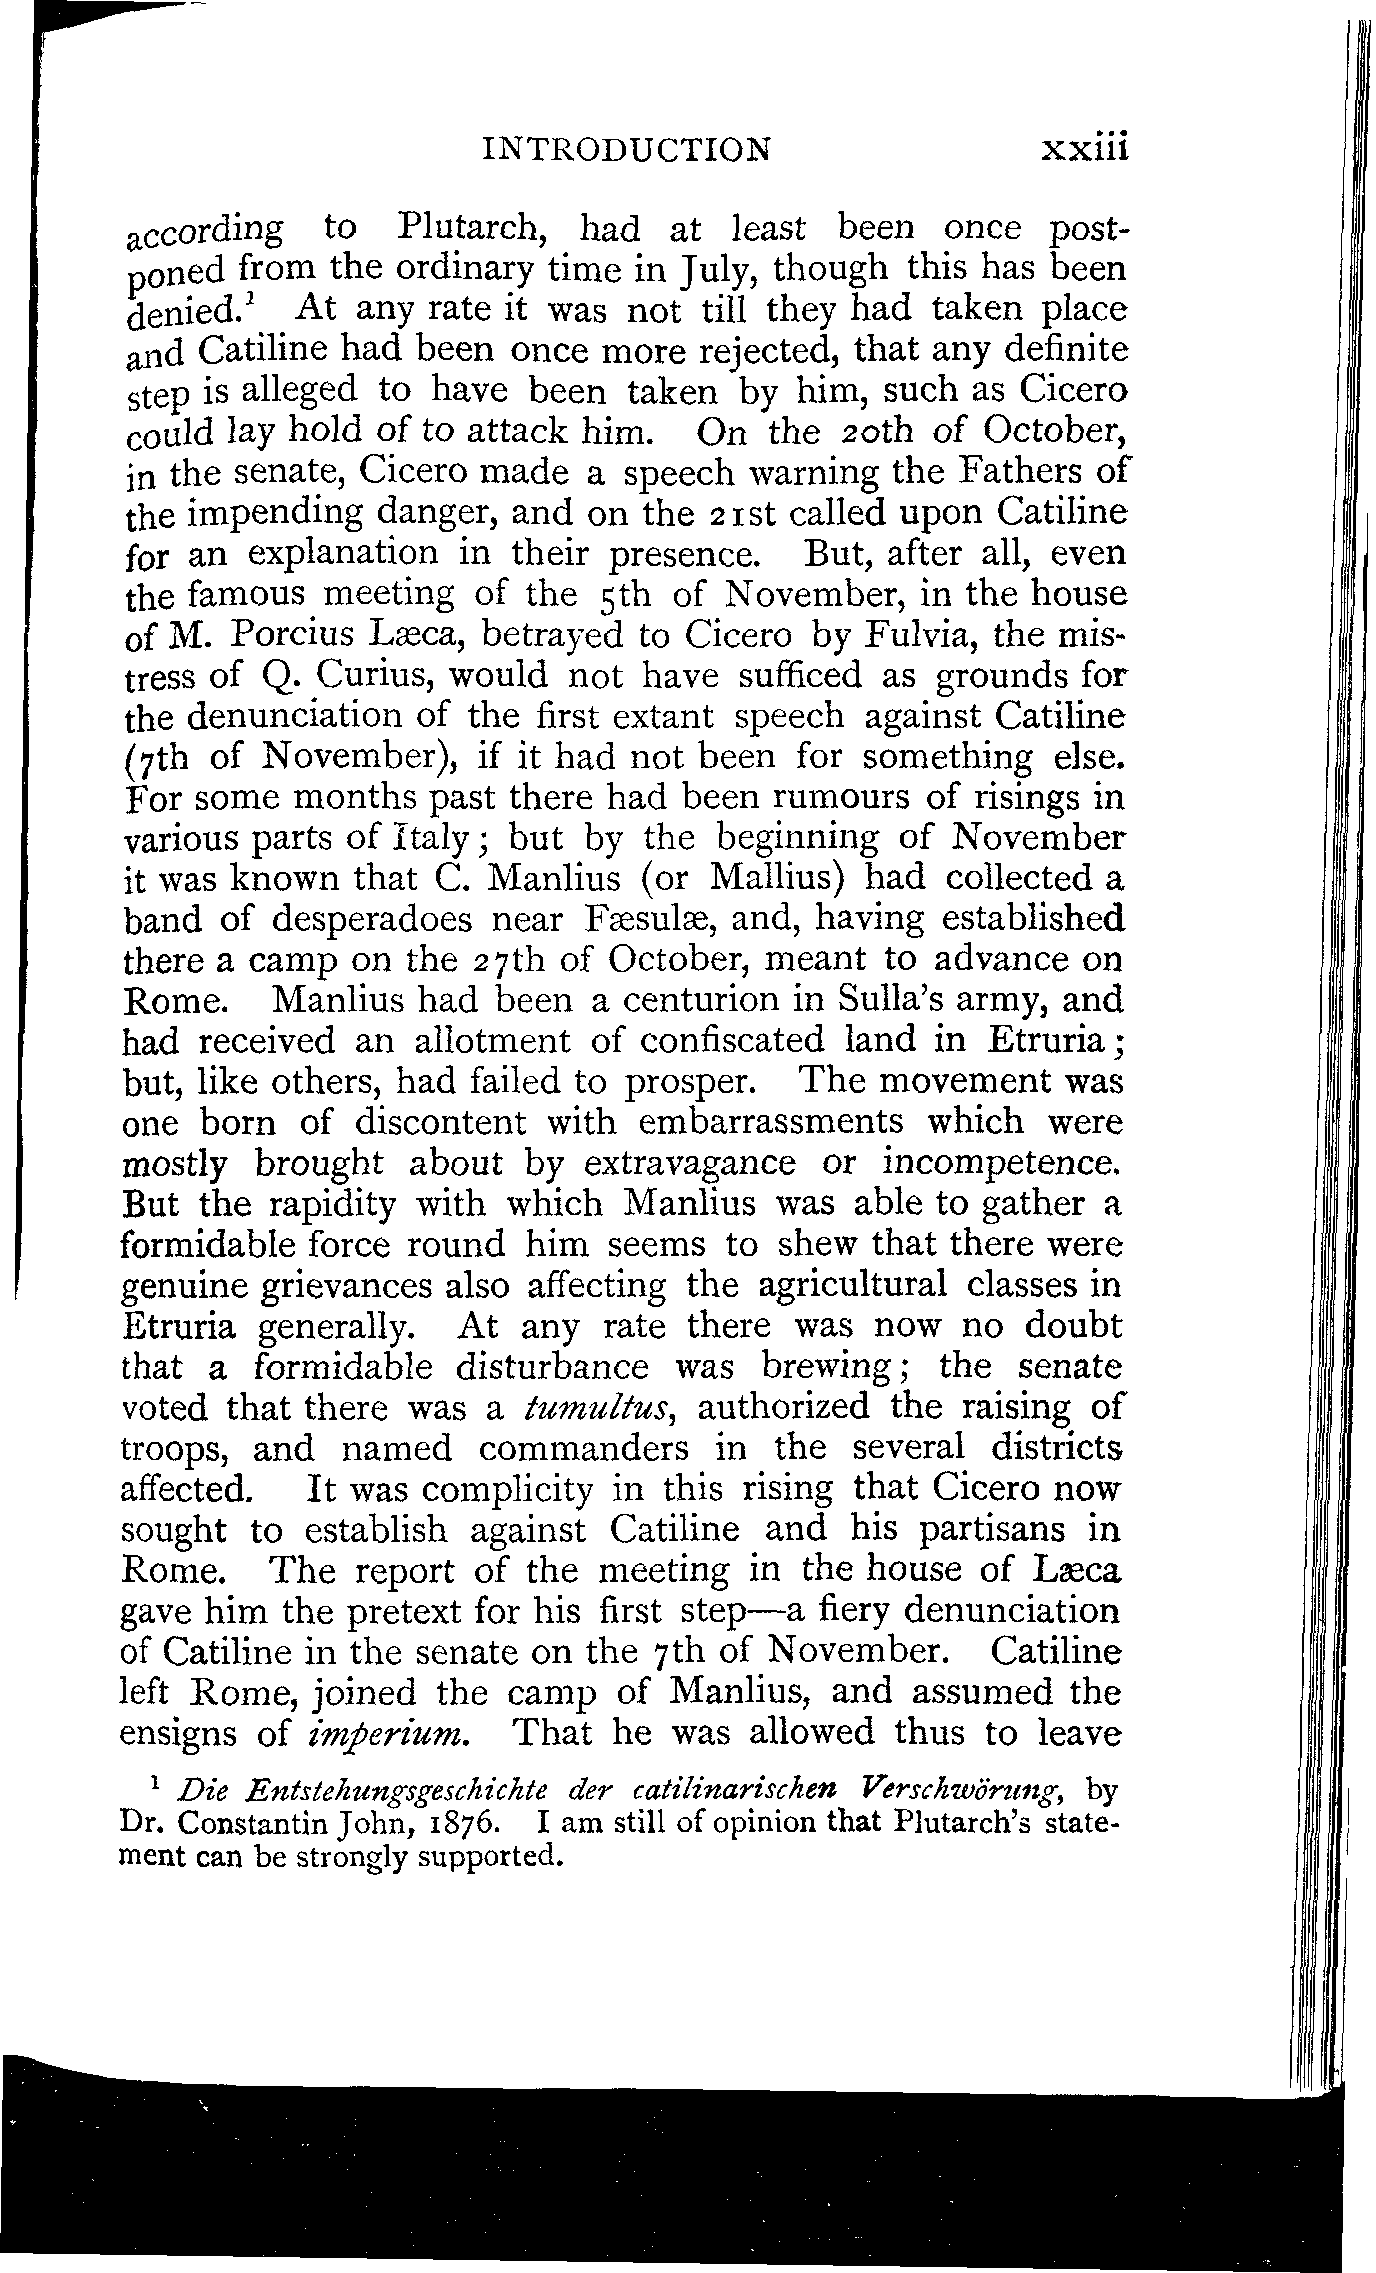 INTRODUCTION xxiii
according to Plutarch, had at least been once post-
poned from the ordinary time in July, though this has been
denied.¹ At any rate it was not till they had taken place
and Catiline had been once more rejected, that any definite
step is alleged to have been taken by him, such as Cicero
could lay hold of to attack him. On the 20th of October,
in the senate, Cicero made a speech warning the Fathers of
the impending danger, and on the 21st called upon Catiline
for an explanation in their presence. But, after all, even
the famous meeting of the 5th of November, in the house
of M. Porcius Læca, betrayed to Cicero by Fulvia, the mis-
tress of Q. Curius, would not have sufficed as grounds for
the denunciation of the first extant speech against Catiline
(7th of November), if it had not been for something else.
For some months past there had been rumours of risings in
various parts of Italy; but by the beginning of November
it was known that C. Manlius (or Mallius) had collected a
band of desperadoes near Fæsulæ, and, having established
there a camp on the 27th of October, meant to advance on
Rome. Manlius had been a centurion in Sulla's army, and
had received an allotment of confiscated land in Etruria;
but, like others, had failed to prosper. The movement was
one born of discontent with embarrassments which were
mostly brought about by extravagance or incompetence.
But the rapidity with which Manlius was able to gather a
formidable force round him seems to shew that there were
genuine grievances also affecting the agricultural classes in
Etruria generally. At any rate there was now no doubt
that a formidable disturbance was brewing; the senate
voted that there was a tumultus, authorized the raising of
troops, and named commanders in the several districts
affected. It was complicity in this rising that Cicero now
sought to establish against Catiline and his partisans in
Rome. The report of the meeting in the house of Læca
gave him the pretext for his first step—a fiery denunciation
of Catiline in the senate on the 7th of November. Catiline
left Rome, joined the camp of Manlius, and assumed the
ensigns of imperium. That he was allowed thus to leave
¹ Die Entstehungsgeschichte der catilinarischen Verschwörung, by
Dr. Constantin John, 1876. I am still of opinion that Plutarch's state-
ment can be strongly supported.